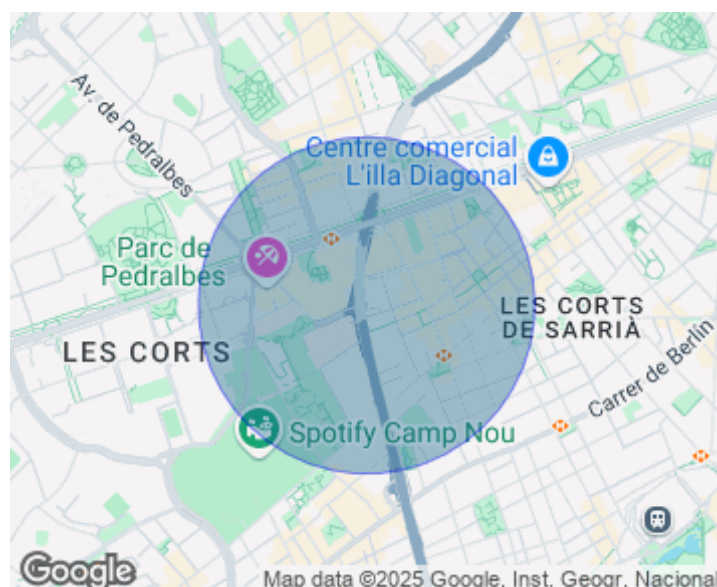 Av. de Pedralbes
Centre comercial
L'illa Diagonal
Parc de
Pedralbes
LES CORTS
DE SARRIÀ
LES CORTS
Carrer de Berlín
Spotify Camp Nou
Google
Map data ©2025 Google, Inst. Geogr. Nacional